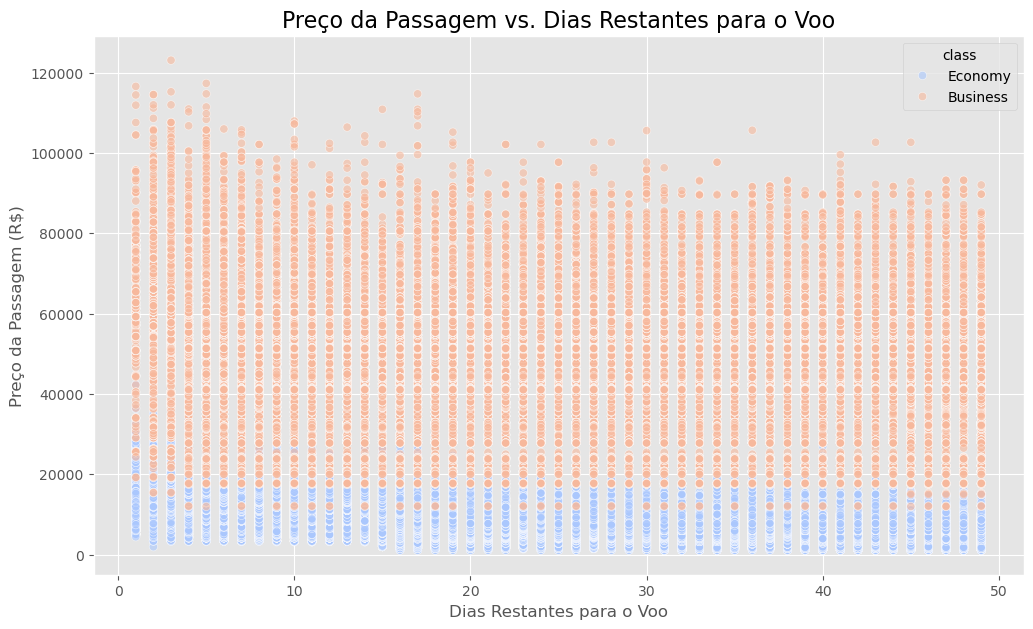 Preço da Passagem vs. Dias Restantes para o Voo
class
Economy
Business
Preço da Passagem (R$)
120000
100000
80000
60000
40000
20000
0
0 10 20 30 40 50
Dias Restantes para o Voo